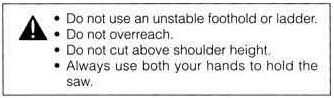 • Do not use an unstable foothold or ladder.
• Do not overreach.
• Do not cut above shoulder height.
• Always use both your hands to hold the
saw.